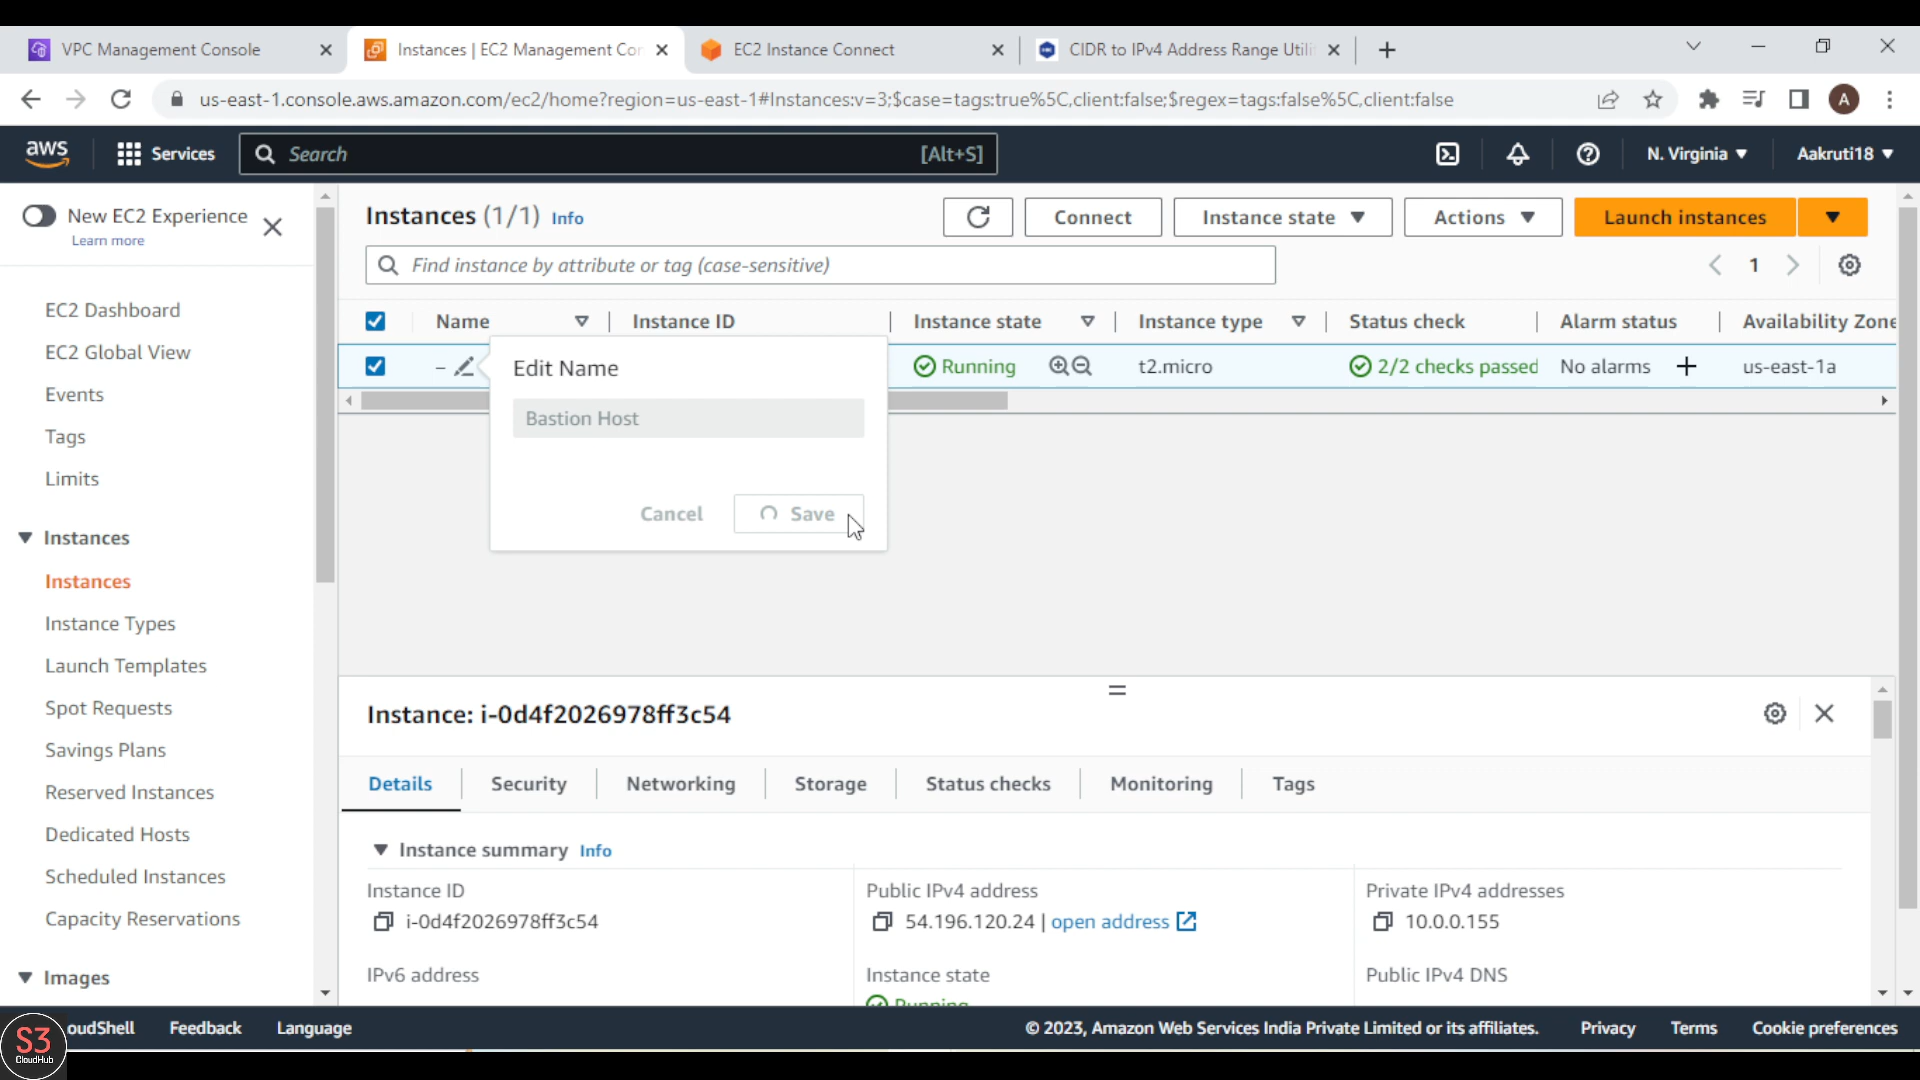 VPC Management Console
Instances | EC2 Management Con
EC2 Instance Connect
CIDR to IPv4 Address Range Utili
us-east-1.console.aws.amazon.com/ec2/home?region=us-east-1#Instances:v=3;$case=tags:true%5C,client:false;$regex=tags:false%5C,client:false
A
aws
Services
Search
[Alt+S]
N. Virginia
Aakruti18
New EC2 Experience
Learn more
EC2 Dashboard
EC2 Global View
Events
Tags
Limits
Instances
Instances
Instance Types
Launch Templates
Spot Requests
Savings Plans
Reserved Instances
Dedicated Hosts
Scheduled Instances
Capacity Reservations
Images
Instances (1/1) Info
Connect
Instance state
Actions
Launch instances
Find instance by attribute or tag (case-sensitive)
1
Name
Instance ID
Instance state
Instance type
Status check
Alarm status
Availability Zone
–
Running
t2.micro
2/2 checks passed
No alarms
us-east-1a
Edit Name
Bastion Host
Cancel
Save
Instance: i-0d4f2026978ff3c54
Details
Security
Networking
Storage
Status checks
Monitoring
Tags
Instance summary Info
Instance ID
i-0d4f2026978ff3c54
Public IPv4 address
54.196.120.24 | open address
Private IPv4 addresses
10.0.0.155
IPv6 address
Instance state
Running
Public IPv4 DNS
S3
CloudHub
oudShell
Feedback
Language
© 2023, Amazon Web Services India Private Limited or its affiliates.
Privacy
Terms
Cookie preferences